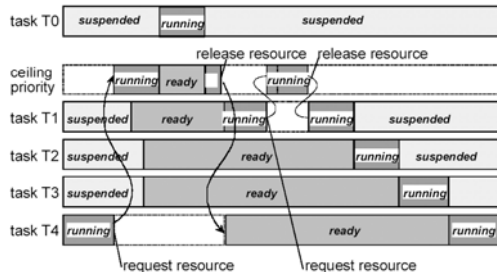 task T0 suspended running suspended
release resource release resource
ceiling priority running ready running
task T1 suspended ready running running suspended
task T2 suspended ready running suspended
task T3 suspended ready running
task T4 running ready running
request resource request resource